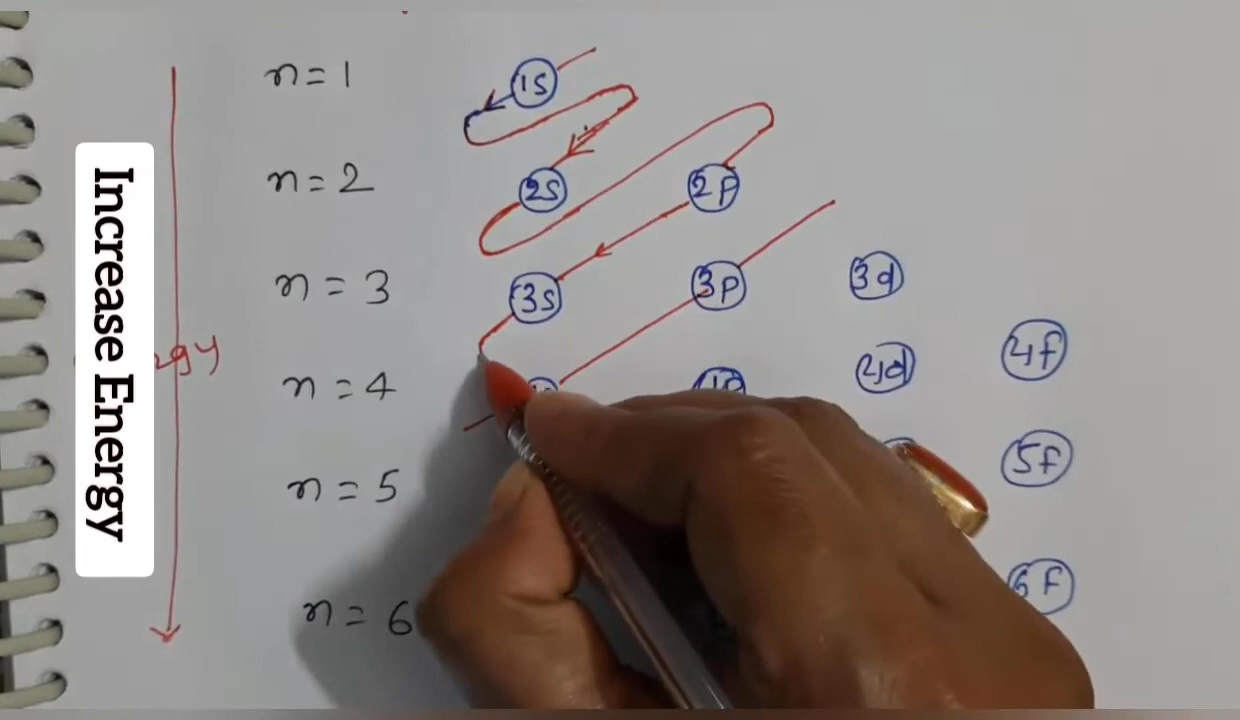 Increase Energy
n = 1 1s
n = 2 2s 2p
n = 3 3s 3p 3d
n = 4 4d 4f
n = 5 5f
n = 6 6f